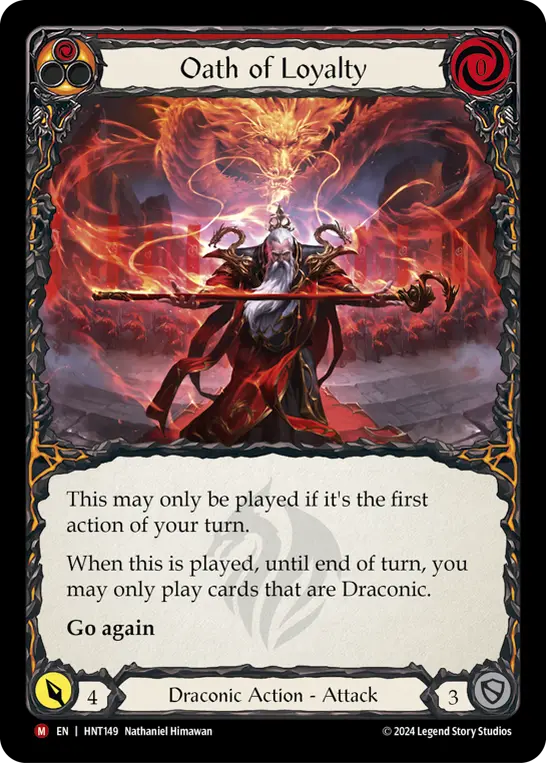 Oath of Loyalty
0
This may only be played if it's the first
action of your turn.
When this is played, until end of turn, you
may only play cards that are Draconic.
Go again
4
Draconic Action - Attack
3
M EN | HNT149 Nathaniel Himawan
© 2024 Legend Story Studios